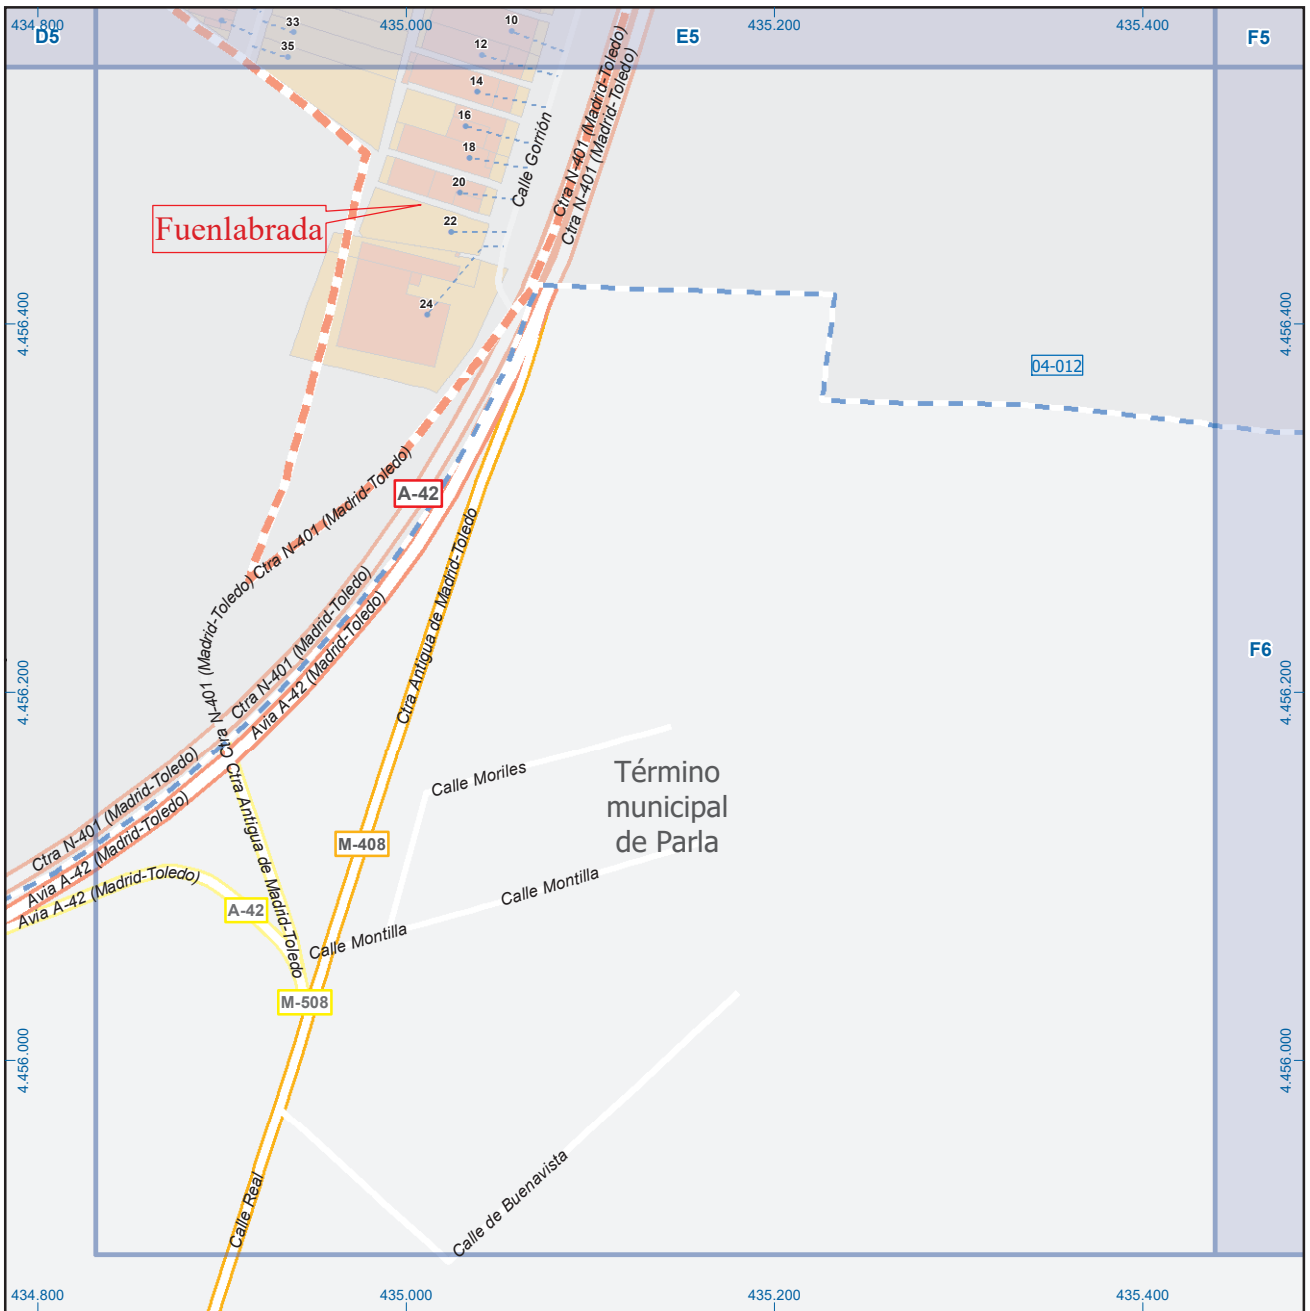 434.800
435.000
435.200
435.400
D5
E5
F5
33
35
10
12
14
16
18
20
22
24
Calle Gorrión
Ctra N-401 (Madrid-Toledo)
Ctra N-401 (Madrid-Toledo)
Fuenlabrada
4.456.400
4.456.400
04-012
A-42
Ctra N-401 (Madrid-Toledo)
Ctra N-401 (Madrid-Toledo)
Ctra N-401 (Madrid-Toledo)
Avia A-42 (Madrid-Toledo)
Ctra Antigua de Madrid-Toledo
F6
4.456.200
4.456.200
Ctra N-401 (Madrid-Toledo)
Avia A-42 (Madrid-Toledo)
Avia A-42 (Madrid-Toledo)
Ctra Antigua de Madrid-Toledo
Calle Moriles
Término
municipal
de Parla
M-408
Calle Montilla
Calle Montilla
A-42
M-508
4.456.000
4.456.000
Calle Real
Calle de Buenavista
434.800
435.000
435.200
435.400